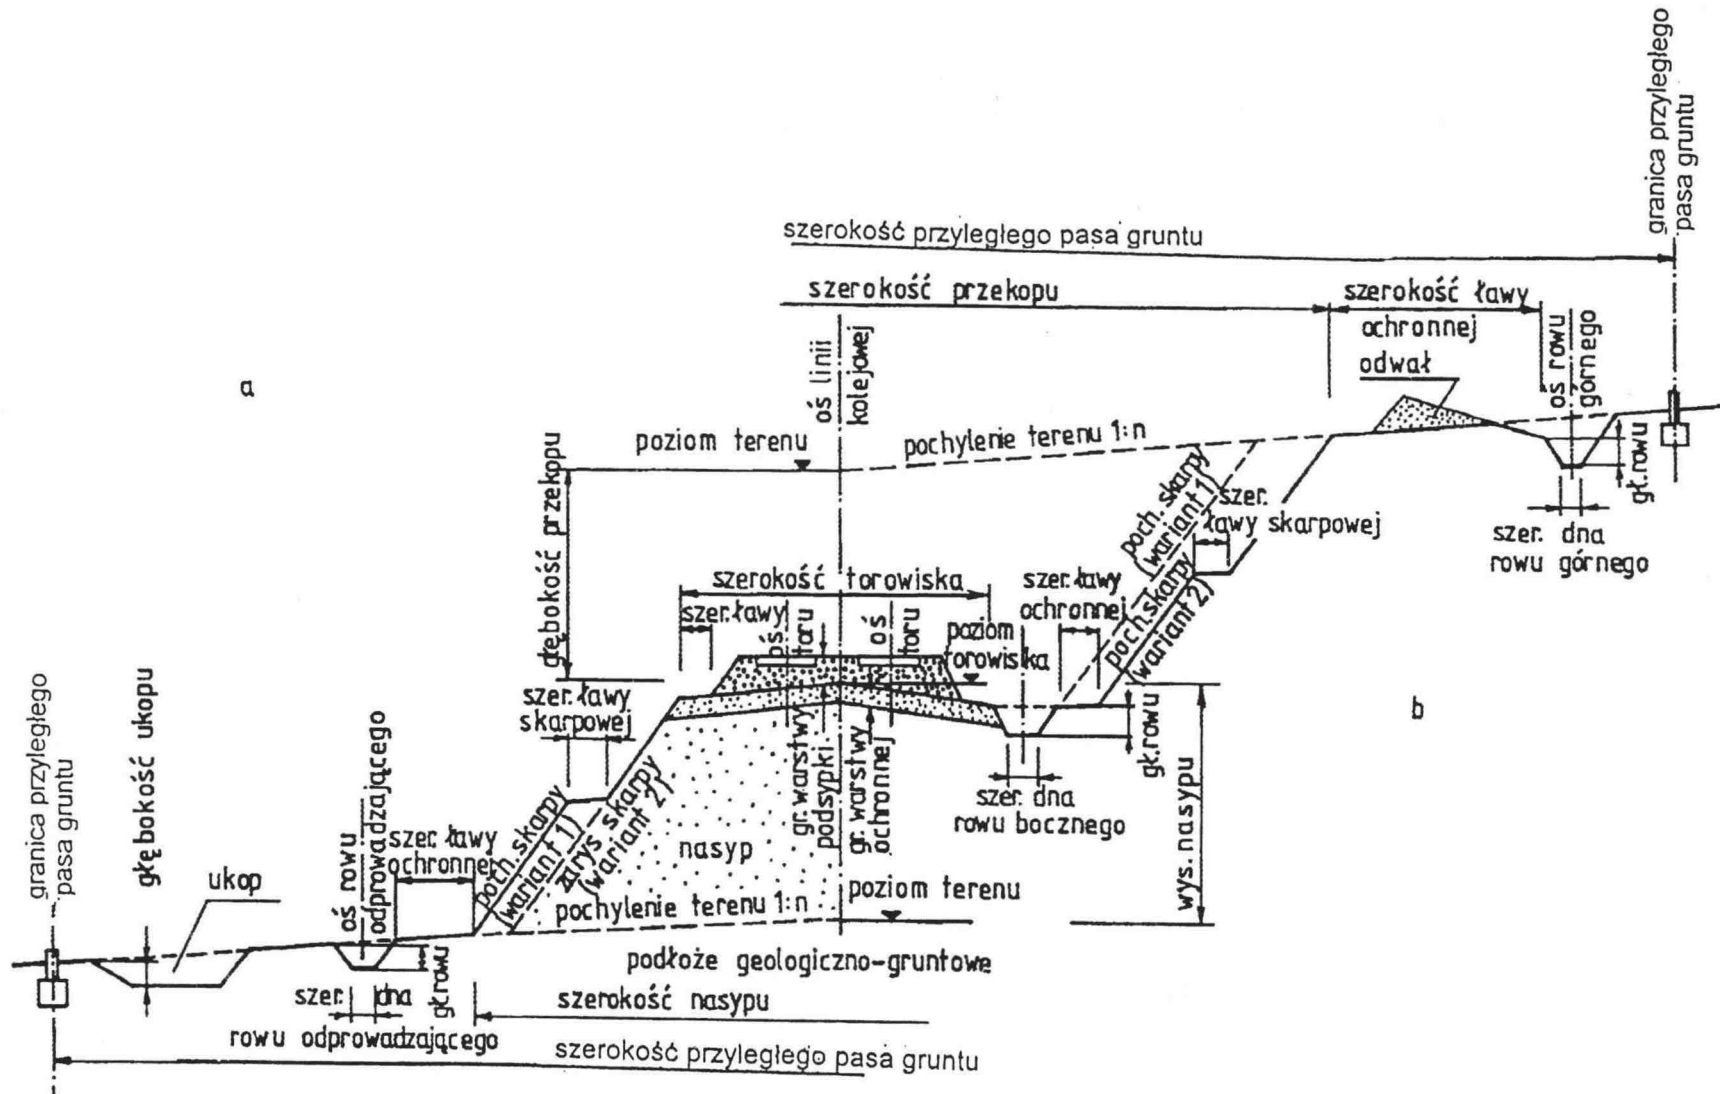 granica przyległego
pasa gruntu
szerokość przyległego pasa gruntu
szerokość przekopu
szerokość ławy
ochronnej
odwał
oś rowu
górnego
gł.rowu
szer. dna
rowu górnego
a
oś linii
kolejowej
poziom terenu
pochylenie terenu 1:n
głębokość przekopu
poch. skarpy
(wariant 1)
szer.
ławy skarpowej
poch. skarpy
(wariant 2)
szerokość torowiska
szer. ławy
oś
toru
oś
toru
poziom
torowiska
szer. ławy
ochronnej
szer. ławy
skarpowej
gł.rowu
b
szer. dna
rowu bocznego
wys. nasypu
gr. warstwy
podsypki
gr. warstwy
ochronnej
granica przyległego
pasa gruntu
głębokość ukopu
ukop
oś rowu
odprowadzającego
szer. ławy
ochronnej
poch. skarpy
(wariant 1)
zarys skarpy
(wariant 2)
nasyp
pochylenie terenu 1:n
poziom terenu
podłoże geologiczno-gruntowe
gł.rowu
szer. dna
rowu odprowadzającego
szerokość nasypu
szerokość przyległego pasa gruntu